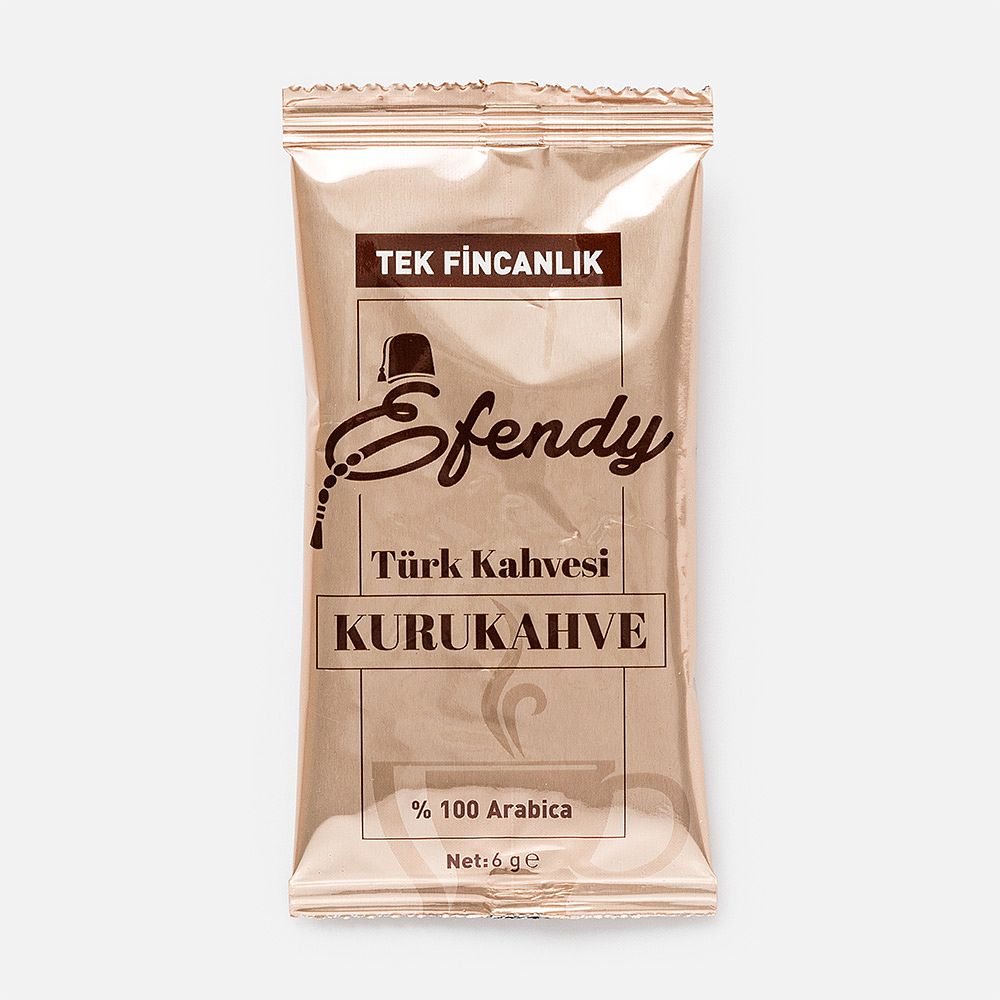 TEK FİNCANLIK
Efendy
Türk Kahvesi
KURUKAHVE
% 100 Arabica
Net: 6 g℮